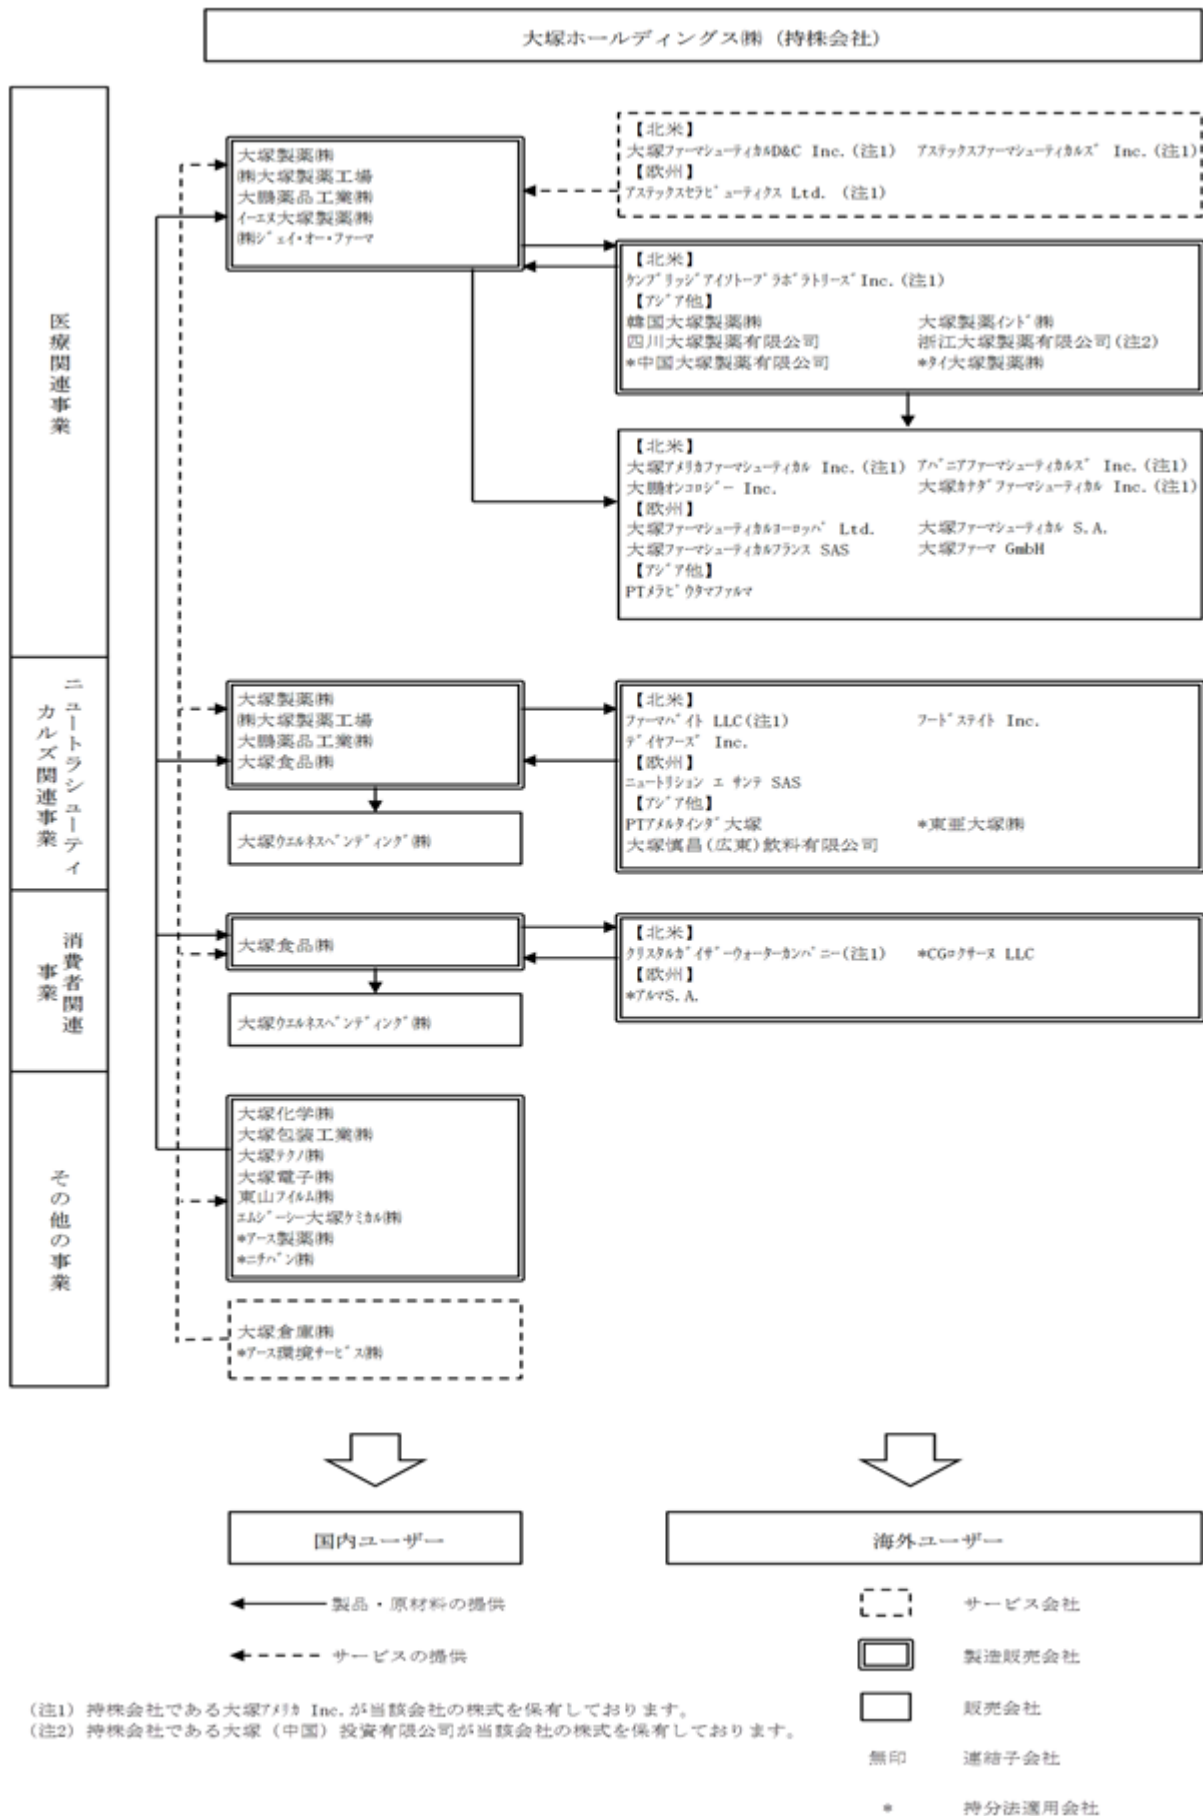 大塚ホールディングス㈱ (持株会社)
医療関連事業
大塚製薬㈱
㈱大塚製薬工場
大鵬薬品工業㈱
イーエヌ大塚製薬㈱
㈱ジェイ・オー・ファーマ
【北米】
大塚ファーマシューティカルD&C Inc.(注1) アステックスファーマシューティカルズ Inc.(注1)
【欧州】
アステックスセラピューティクス Ltd. (注1)
【北米】
ケンブリッジアイソトープラボラトリーズInc.(注1)
【アジア他】
韓国大塚製薬㈱ 大塚製薬インド㈱
四川大塚製薬有限公司 浙江大塚製薬有限公司(注2)
*中国大塚製薬有限公司 *タイ大塚製薬㈱
【北米】
大塚アメリカファーマシューティカル Inc.(注1) アバニアファーマシューティカルズ Inc.(注1)
大鵬オンコロジー Inc. 大塚カナダファーマシューティカル Inc.(注1)
【欧州】
大塚ファーマシューティカルヨーロッパ Ltd. 大塚ファーマシューティカル S.A.
大塚ファーマシューティカルフランス SAS 大塚ファーマ GmbH
【アジア他】
PTメラピウタマファルマ
ニュートラシューティ
カルズ関連事業
大塚製薬㈱
㈱大塚製薬工場
大鵬薬品工業㈱
大塚食品㈱
大塚ウエルネスベンディング㈱
【北米】
ファーマバイト LLC(注1) フードステイト Inc.
デイヤフーズ Inc.
【欧州】
ニュートリション エ サンテ SAS
【アジア他】
PTアメルタインダ大塚 *東亜大塚㈱
大塚慎昌(広東)飲料有限公司
消費者関連
事業
大塚食品㈱
大塚ウエルネスベンディング㈱
【北米】
クリスタルガイザーウォーターカンパニー(注1) *CGロクサーヌ LLC
【欧州】
*アルマS.A.
その他の事業
大塚化学㈱
大塚包装工業㈱
大塚テクノ㈱
大塚電子㈱
東山フイルム㈱
エムジーシー大塚ケミカル㈱
*アース製薬㈱
*ニチバン㈱
大塚倉庫㈱
*アース環境サービス㈱
国内ユーザー
海外ユーザー
製品・原材料の提供
サービスの提供
サービス会社
製造販売会社
販売会社
無印 連結子会社
* 持分法適用会社
(注1) 持株会社である大塚アメリカ Inc.が当該会社の株式を保有しております。
(注2) 持株会社である大塚（中国）投資有限公司が当該会社の株式を保有しております。